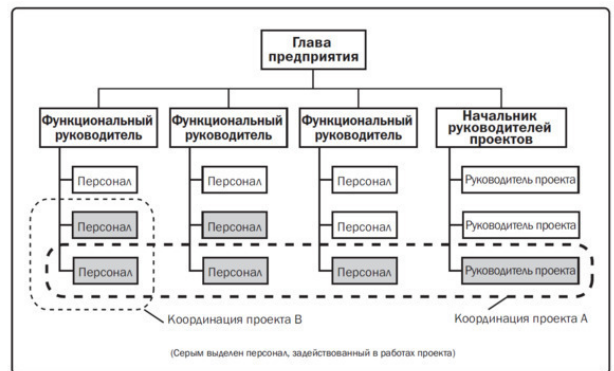 Глава
предприятия
Функциональный
руководитель
Функциональный
руководитель
Функциональный
руководитель
Начальник
руководителей
проектов
Персонал
Персонал
Персонал
Руководитель проекта
Персонал
Персонал
Персонал
Руководитель проекта
Персонал
Персонал
Персонал
Руководитель проекта
Координация проекта B
Координация проекта A
(Серым выделен персонал, задействованный в работах проекта)